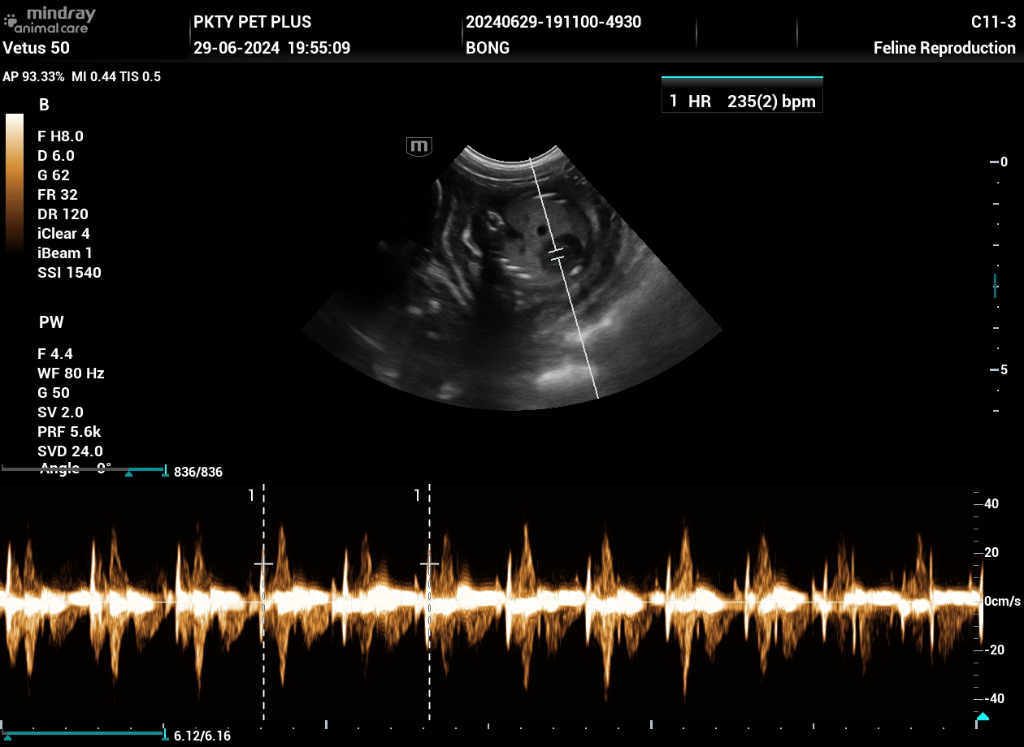 mindray
animalcare
Vetus 50
PKTY PET PLUS
29-06-2024 19:55:09
20240629-191100-4930
BONG
C11-3
Feline Reproduction
AP 93.33% MI 0.44 TIS 0.5
1 HR 235(2) bpm
B
F H8.0
D 6.0
G 62
FR 32
DR 120
iClear 4
iBeam 1
SSI 1540
m
0
5
PW
F 4.4
WF 80 Hz
G 50
SV 2.0
PRF 5.6k
SVD 24.0
Angle 0°
836/836
1
1
40
20
0cm/s
-20
-40
6.12/6.16